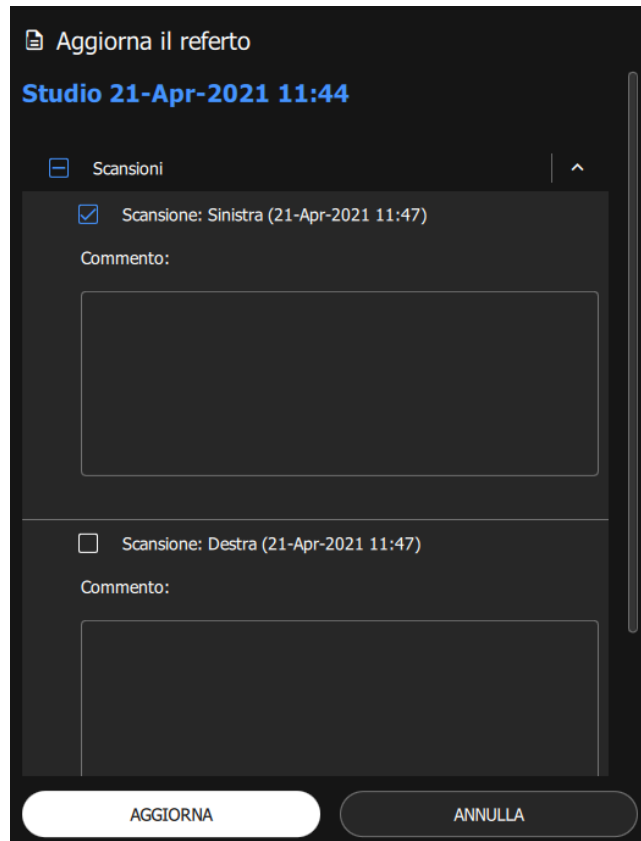 Aggiorna il referto
Studio 21-Apr-2021 11:44
Scansioni
Scansione: Sinistra (21-Apr-2021 11:47)
Commento:
Scansione: Destra (21-Apr-2021 11:47)
Commento:
AGGIORNA ANNULLA